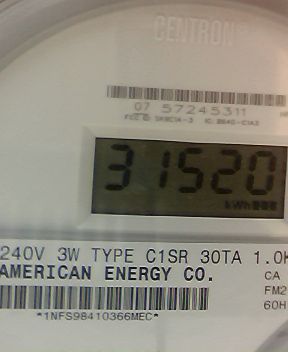 CENTRON®
07 57245311
31520
kWh
240V 3W TYPE C1SR 30TA 1.0K
AMERICAN ENERGY CO.
CA
FM2
60H
*1NFS98410366MEC*